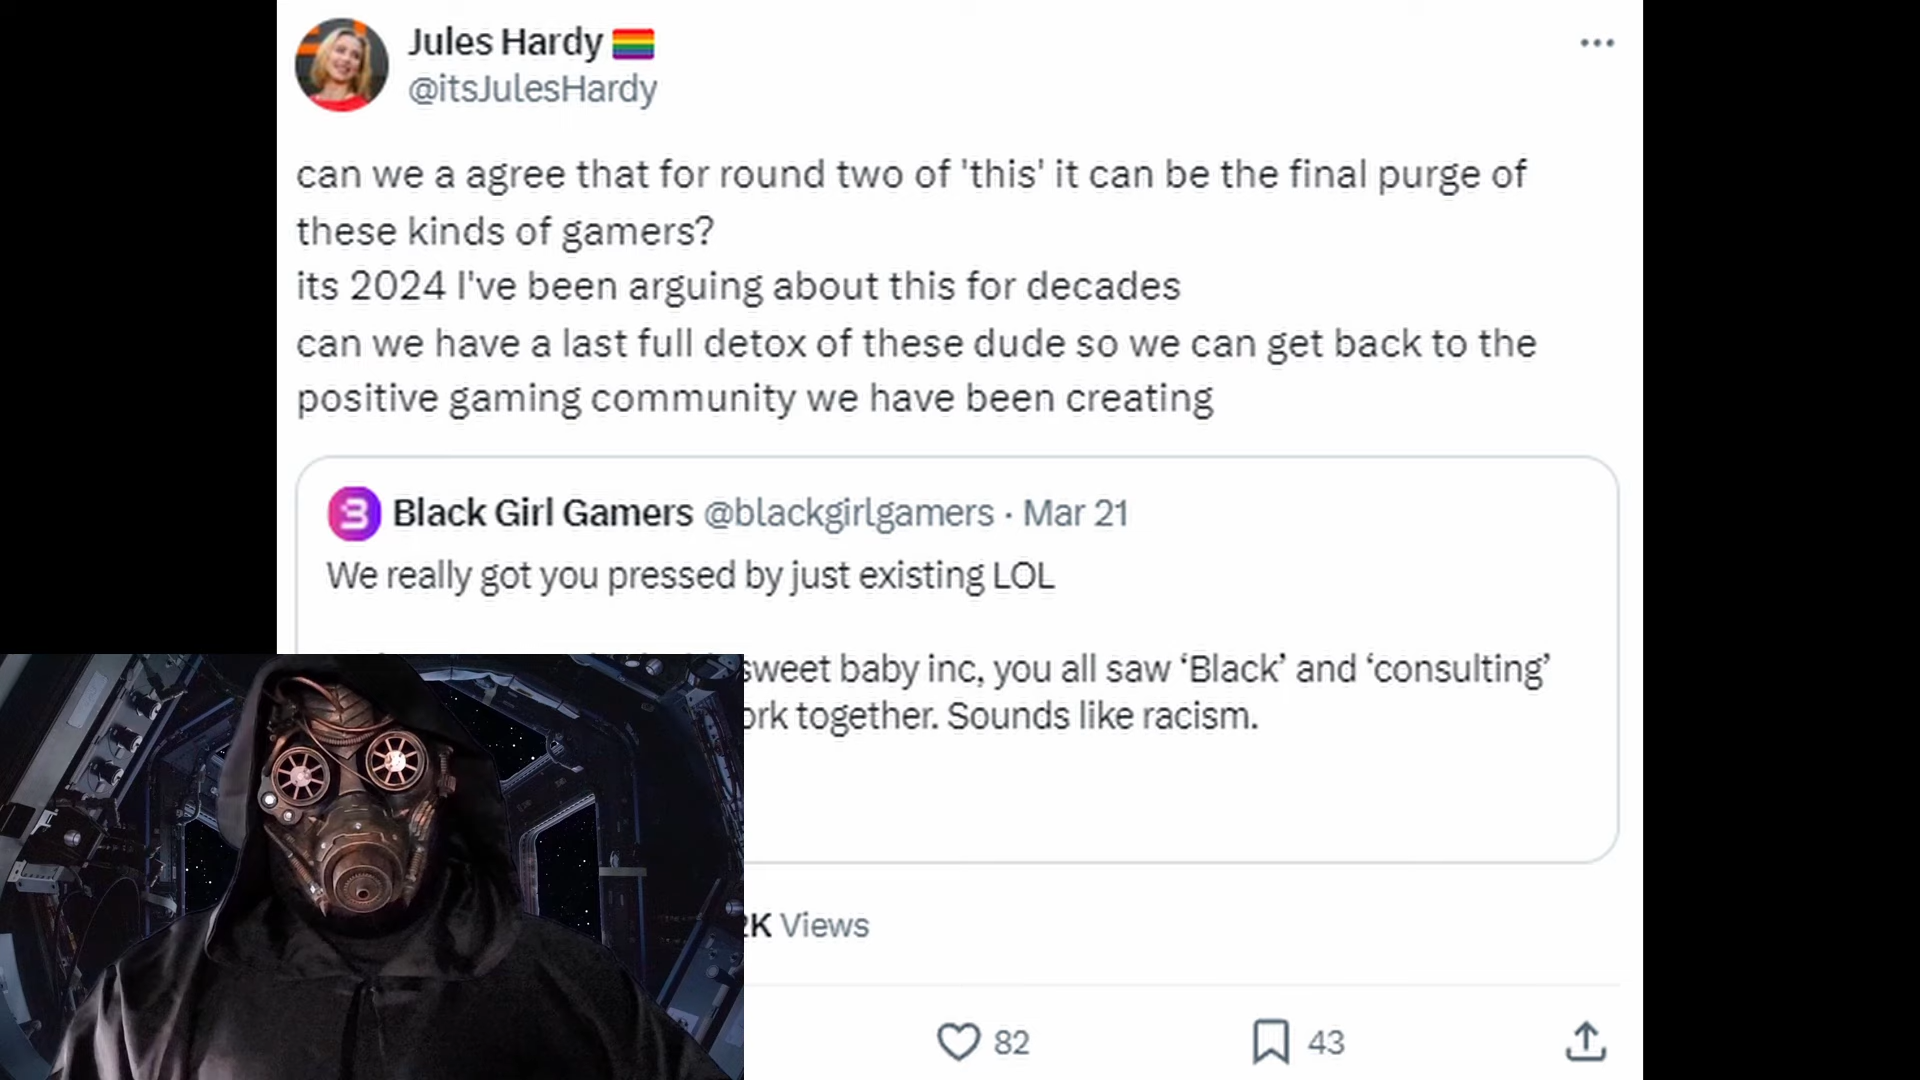 Jules Hardy
@itsJulesHardy
can we a agree that for round two of 'this' it can be the final purge of
these kinds of gamers?
its 2024 I've been arguing about this for decades
can we have a last full detox of these dude so we can get back to the
positive gaming community we have been creating
Black Girl Gamers @blackgirlgamers · Mar 21
We really got you pressed by just existing LOL
sweet baby inc, you all saw ‘Black’ and ‘consulting’
together. Sounds like racism.
Views
82
43